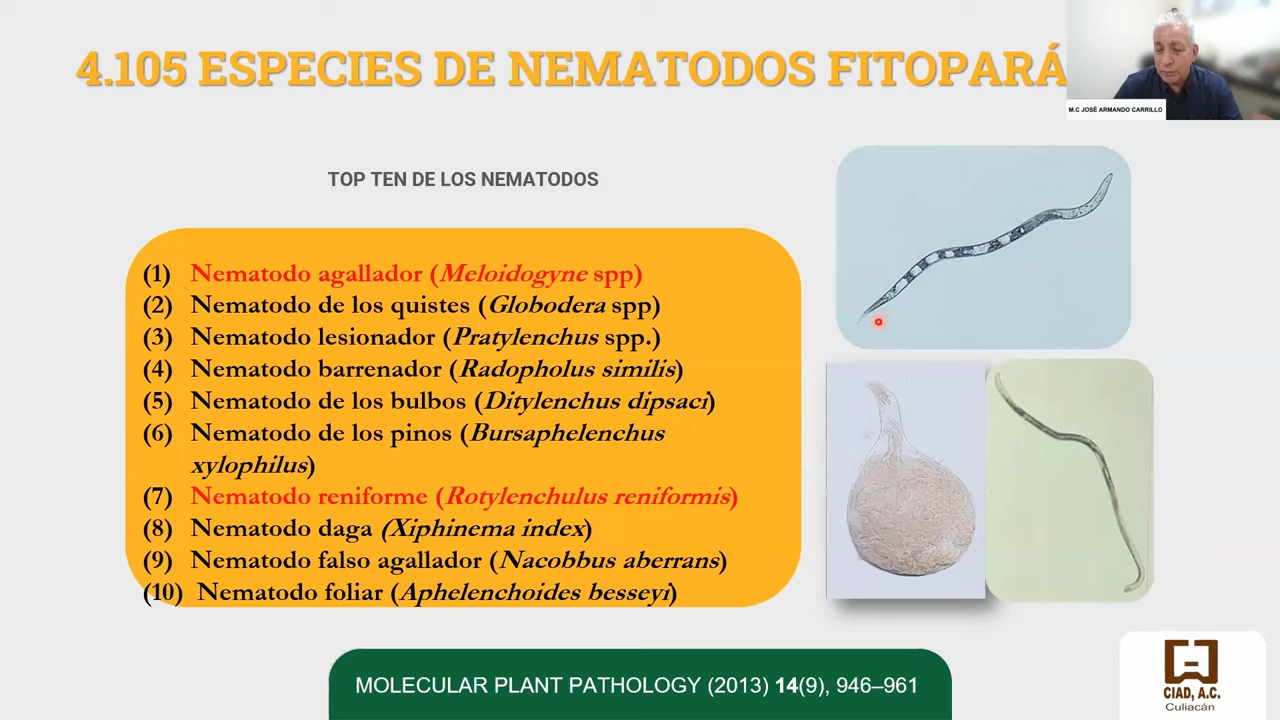 4.105 ESPECIES DE NEMATODOS FITOPARÁ
M.C JOSÉ ARMANDO CARRILLO
TOP TEN DE LOS NEMATODOS
(1) Nematodo agallador (Meloidogyne spp)
(2) Nematodo de los quistes (Globodera spp)
(3) Nematodo lesionador (Pratylenchus spp.)
(4) Nematodo barrenador (Radopholus similis)
(5) Nematodo de los bulbos (Ditylenchus dipsaci)
(6) Nematodo de los pinos (Bursaphelenchus
xylophilus)
(7) Nematodo reniforme (Rotylenchulus reniformis)
(8) Nematodo daga (Xiphinema index)
(9) Nematodo falso agallador (Nacobbus aberrans)
(10) Nematodo foliar (Aphelenchoides besseyi)
MOLECULAR PLANT PATHOLOGY (2013) 14(9), 946–961
CIAD, A.C.
Culiacán